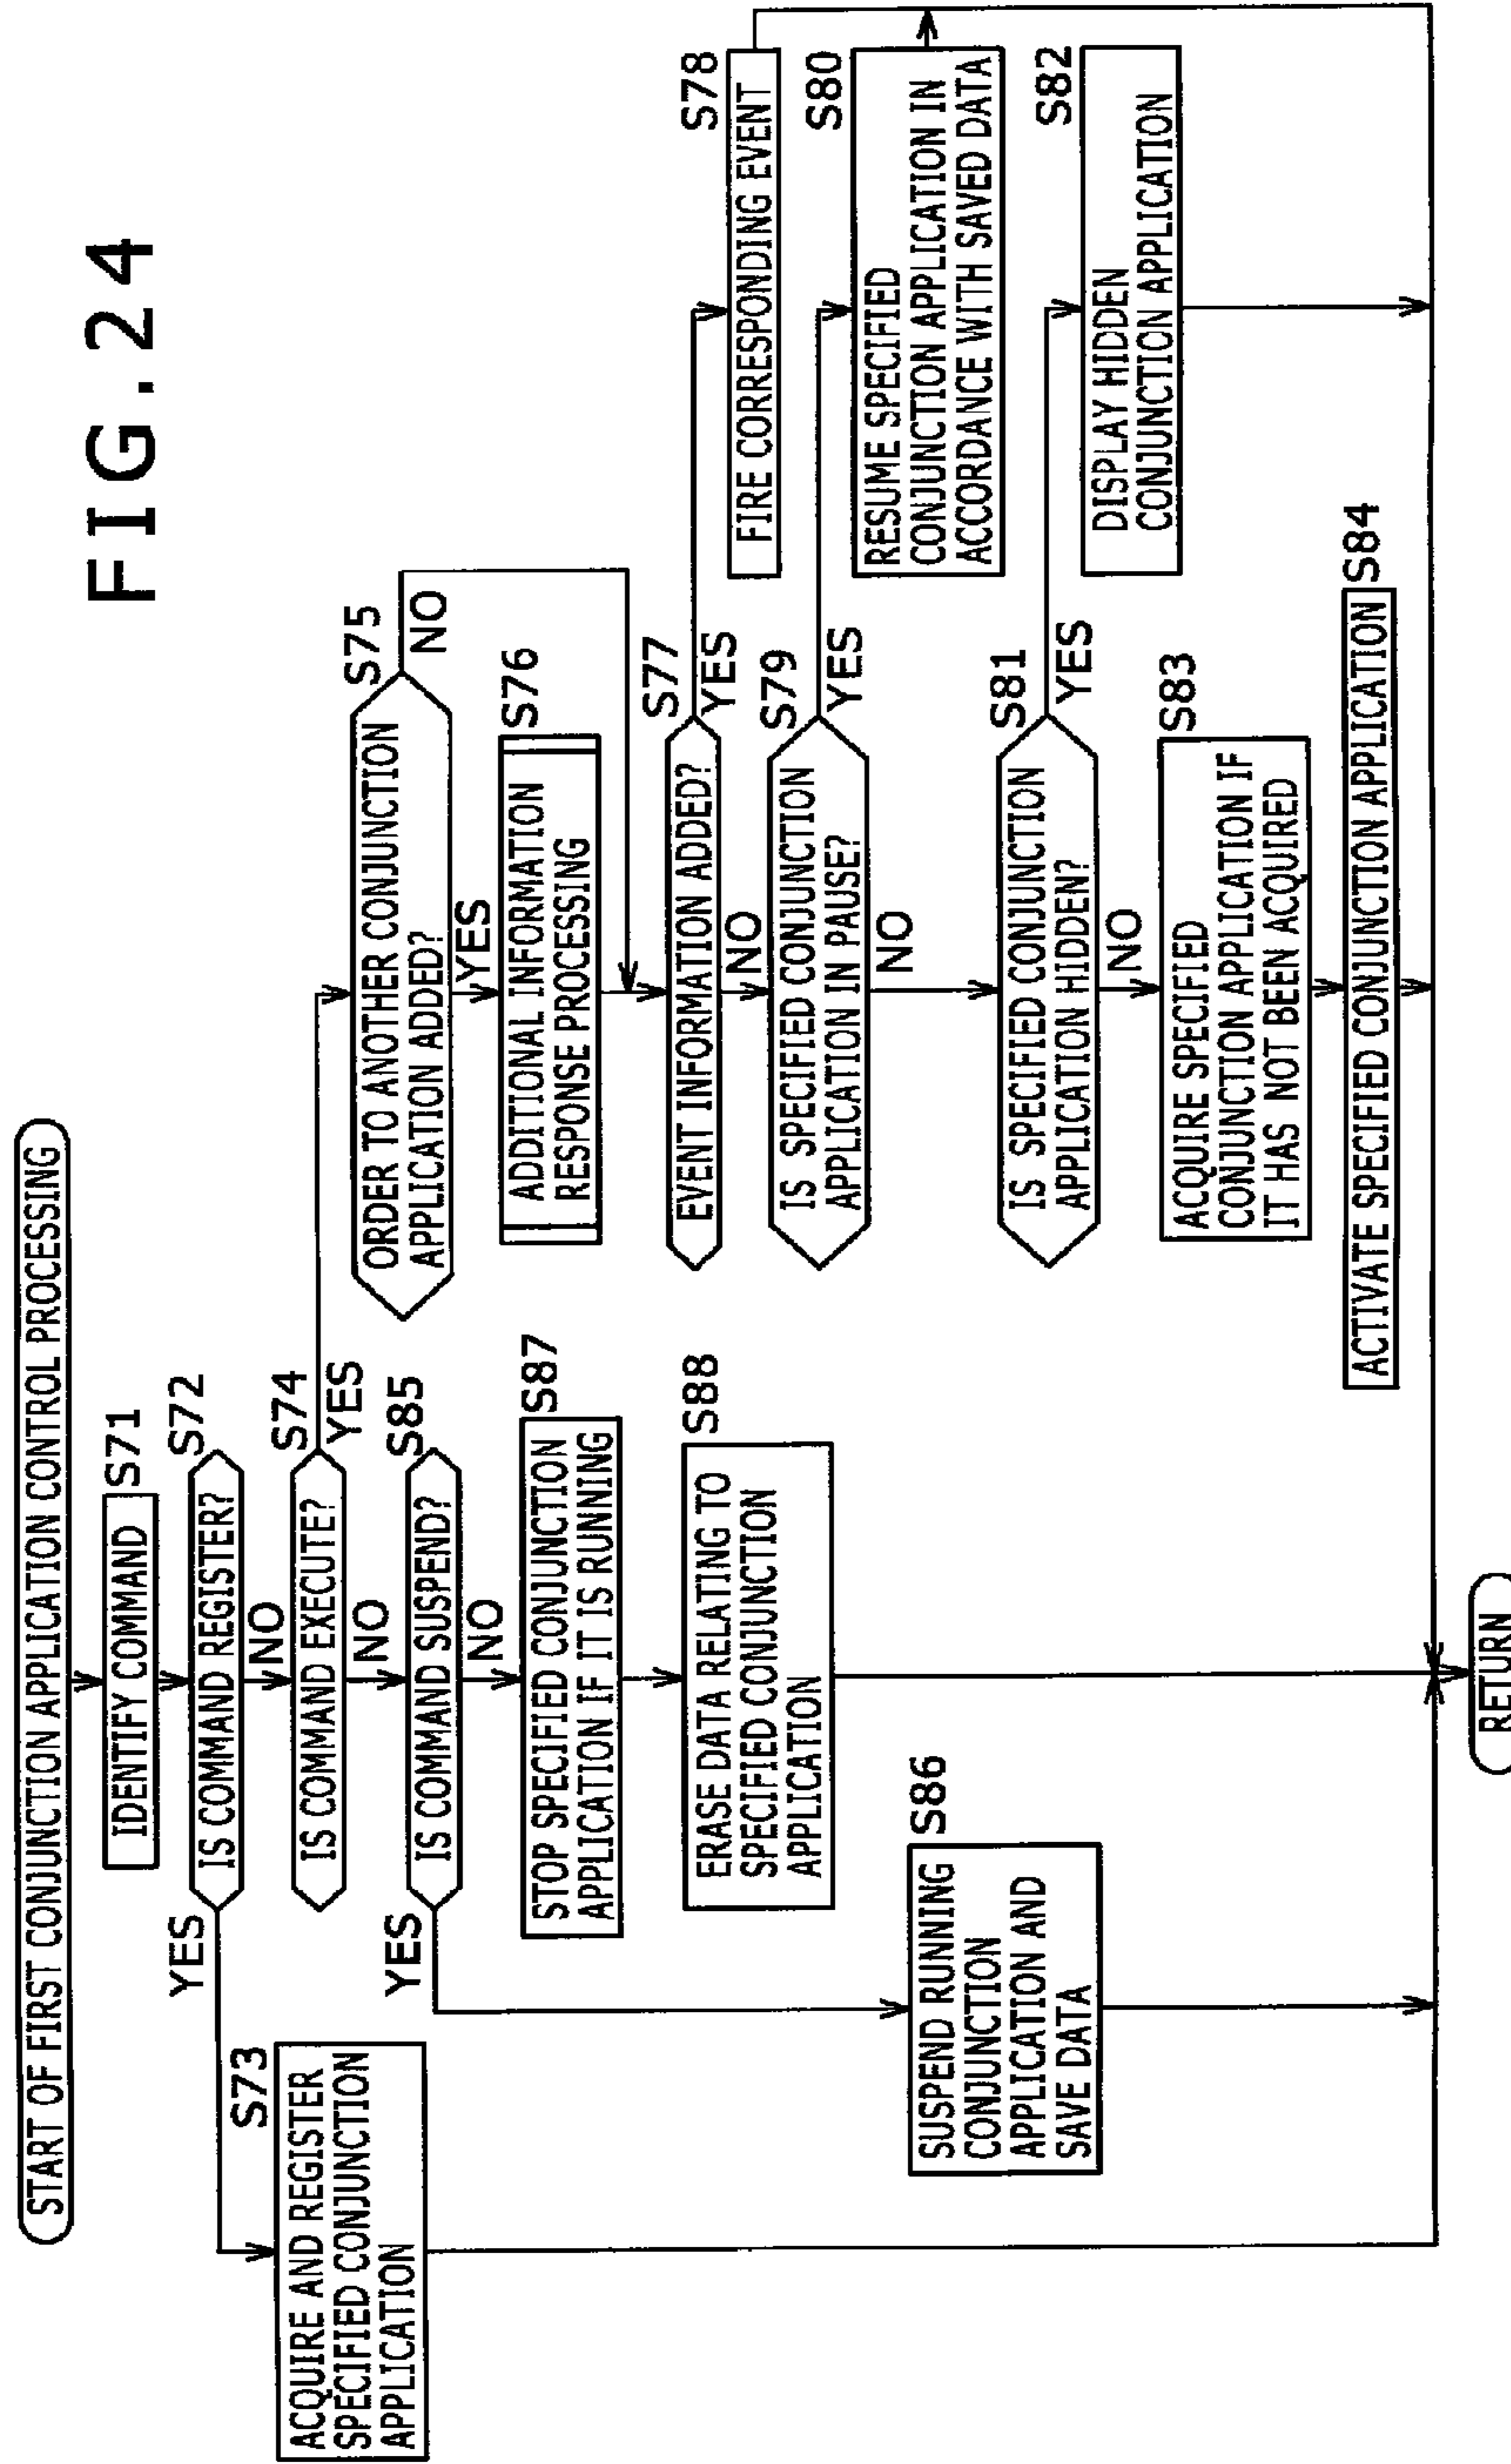 FIG.24
START OF FIRST CONJUNCTION APPLICATION CONTROL PROCESSING
IDENTIFY COMMAND
S71
IS COMMAND REGISTER?
S72
YES
NO
ACQUIRE AND REGISTER
SPECIFIED CONJUNCTION
APPLICATION
S73
IS COMMAND EXECUTE?
S74
YES
NO
ORDER TO ANOTHER CONJUNCTION
APPLICATION ADDED?
S75
NO
YES
ADDITIONAL INFORMATION
RESPONSE PROCESSING
S76
EVENT INFORMATION ADDED?
S77
YES
NO
FIRE CORRESPONDING EVENT
S78
IS SPECIFIED CONJUNCTION
APPLICATION IN PAUSE?
S79
YES
NO
RESUME SPECIFIED
CONJUNCTION APPLICATION IN
ACCORDANCE WITH SAVED DATA
S80
IS SPECIFIED CONJUNCTION
APPLICATION HIDDEN?
S81
YES
NO
DISPLAY HIDDEN
CONJUNCTION APPLICATION
S82
ACQUIRE SPECIFIED
CONJUNCTION APPLICATION IF
IT HAS NOT BEEN ACQUIRED
S83
ACTIVATE SPECIFIED CONJUNCTION APPLICATION
S84
IS COMMAND SUSPEND?
S85
YES
NO
SUSPEND RUNNING
CONJUNCTION
APPLICATION AND
SAVE DATA
S86
STOP SPECIFIED CONJUNCTION
APPLICATION IF IT IS RUNNING
S87
ERASE DATA RELATING TO
SPECIFIED CONJUNCTION
APPLICATION
S88
RETURN